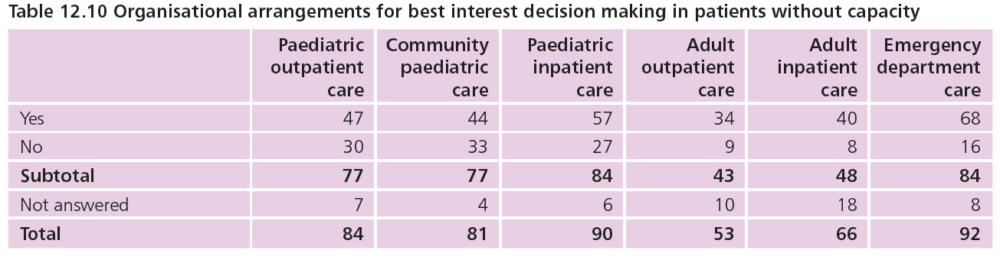 Table 12.10 Organisational arrangements for best interest decision making in patients without capacity
Paediatric Community Paediatric Adult Adult Emergency
outpatient paediatric inpatient outpatient inpatient department
care care care care care care
Yes 47 44 57 34 40 68
No 30 33 27 9 8 16
Subtotal 77 77 84 43 48 84
Not answered 7 4 6 10 18 8
Total 84 81 90 53 66 92